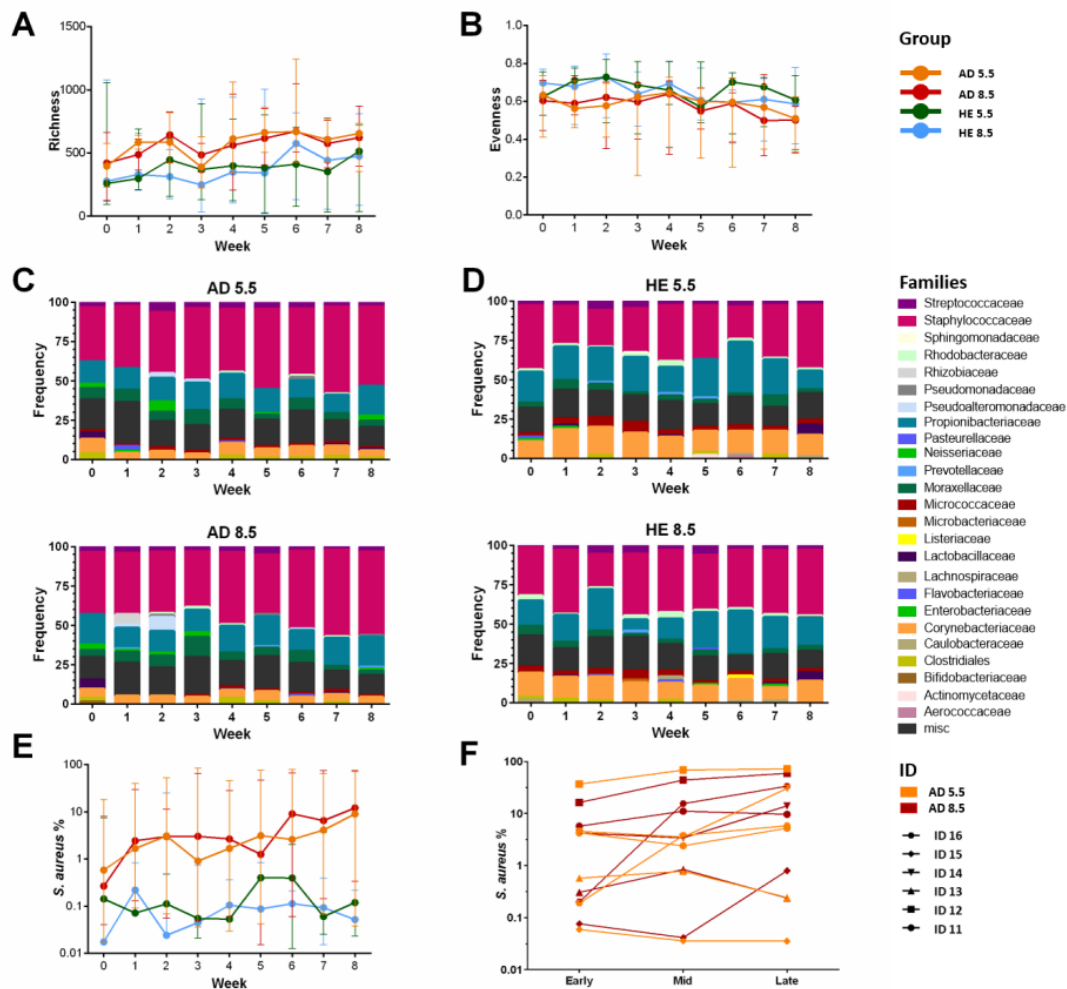 A
B
Group
1500
1000
500
0
Richness
0 1 2 3 4 5 6 7 8
Week
1.0
0.8
0.6
0.4
0.2
0.0
Evenness
0 1 2 3 4 5 6 7 8
Week
AD 5.5
AD 8.5
HE 5.5
HE 8.5
C
AD 5.5
100
75
50
25
0
Frequency
0 1 2 3 4 5 6 7 8
Week
D
HE 5.5
100
75
50
25
0
Frequency
0 1 2 3 4 5 6 7 8
Week
AD 8.5
100
75
50
25
0
Frequency
0 1 2 3 4 5 6 7 8
Week
HE 8.5
100
75
50
25
0
Frequency
0 1 2 3 4 5 6 7 8
Week
Families
Streptococcaceae
Staphylococcaceae
Sphingomonadaceae
Rhodobacteraceae
Rhizobiaceae
Pseudomonadaceae
Pseudoalteromonadaceae
Propionibacteriaceae
Pasteurellaceae
Neisseriaceae
Prevotellaceae
Moraxellaceae
Micrococcaceae
Microbacteriaceae
Listeriaceae
Lactobacillaceae
Lachnospiraceae
Flavobacteriaceae
Enterobacteriaceae
Corynebacteriaceae
Caulobacteraceae
Clostridiales
Bifidobacteriaceae
Actinomycetaceae
Aerococcaceae
misc
E
100
10
1
0.1
0.01
S. aureus %
0 1 2 3 4 5 6 7 8
Week
F
100
10
1
0.1
0.01
S. aureus %
Early Mid Late
ID
AD 5.5
AD 8.5
ID 16
ID 15
ID 14
ID 13
ID 12
ID 11